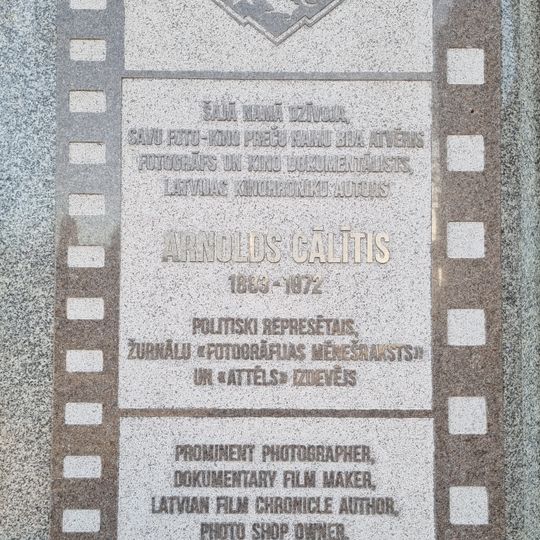 ŠAJĀ NAMĀ DZĪVOJA,
SAVU FOTO-KINO PREČU NAMU BIJA ATVĒRIS
FOTOGRĀFS UN KINO DOKUMENTĀLISTS,
LATVIJAS KINOHRONIKU AUTORS
ARNOLDS CĀLĪTIS
1883-1972
POLITISKI REPRESĒTAIS,
ŽURNĀLU «FOTOGRĀFIJAS MĒNEŠRAKSTS»
UN «ATTĒLS» IZDEVĒJS
PROMINENT PHOTOGRAPHER,
DOKUMENTARY FILM MAKER,
LATVIAN FILM CHRONICLE AUTHOR,
PHOTO SHOP OWNER,